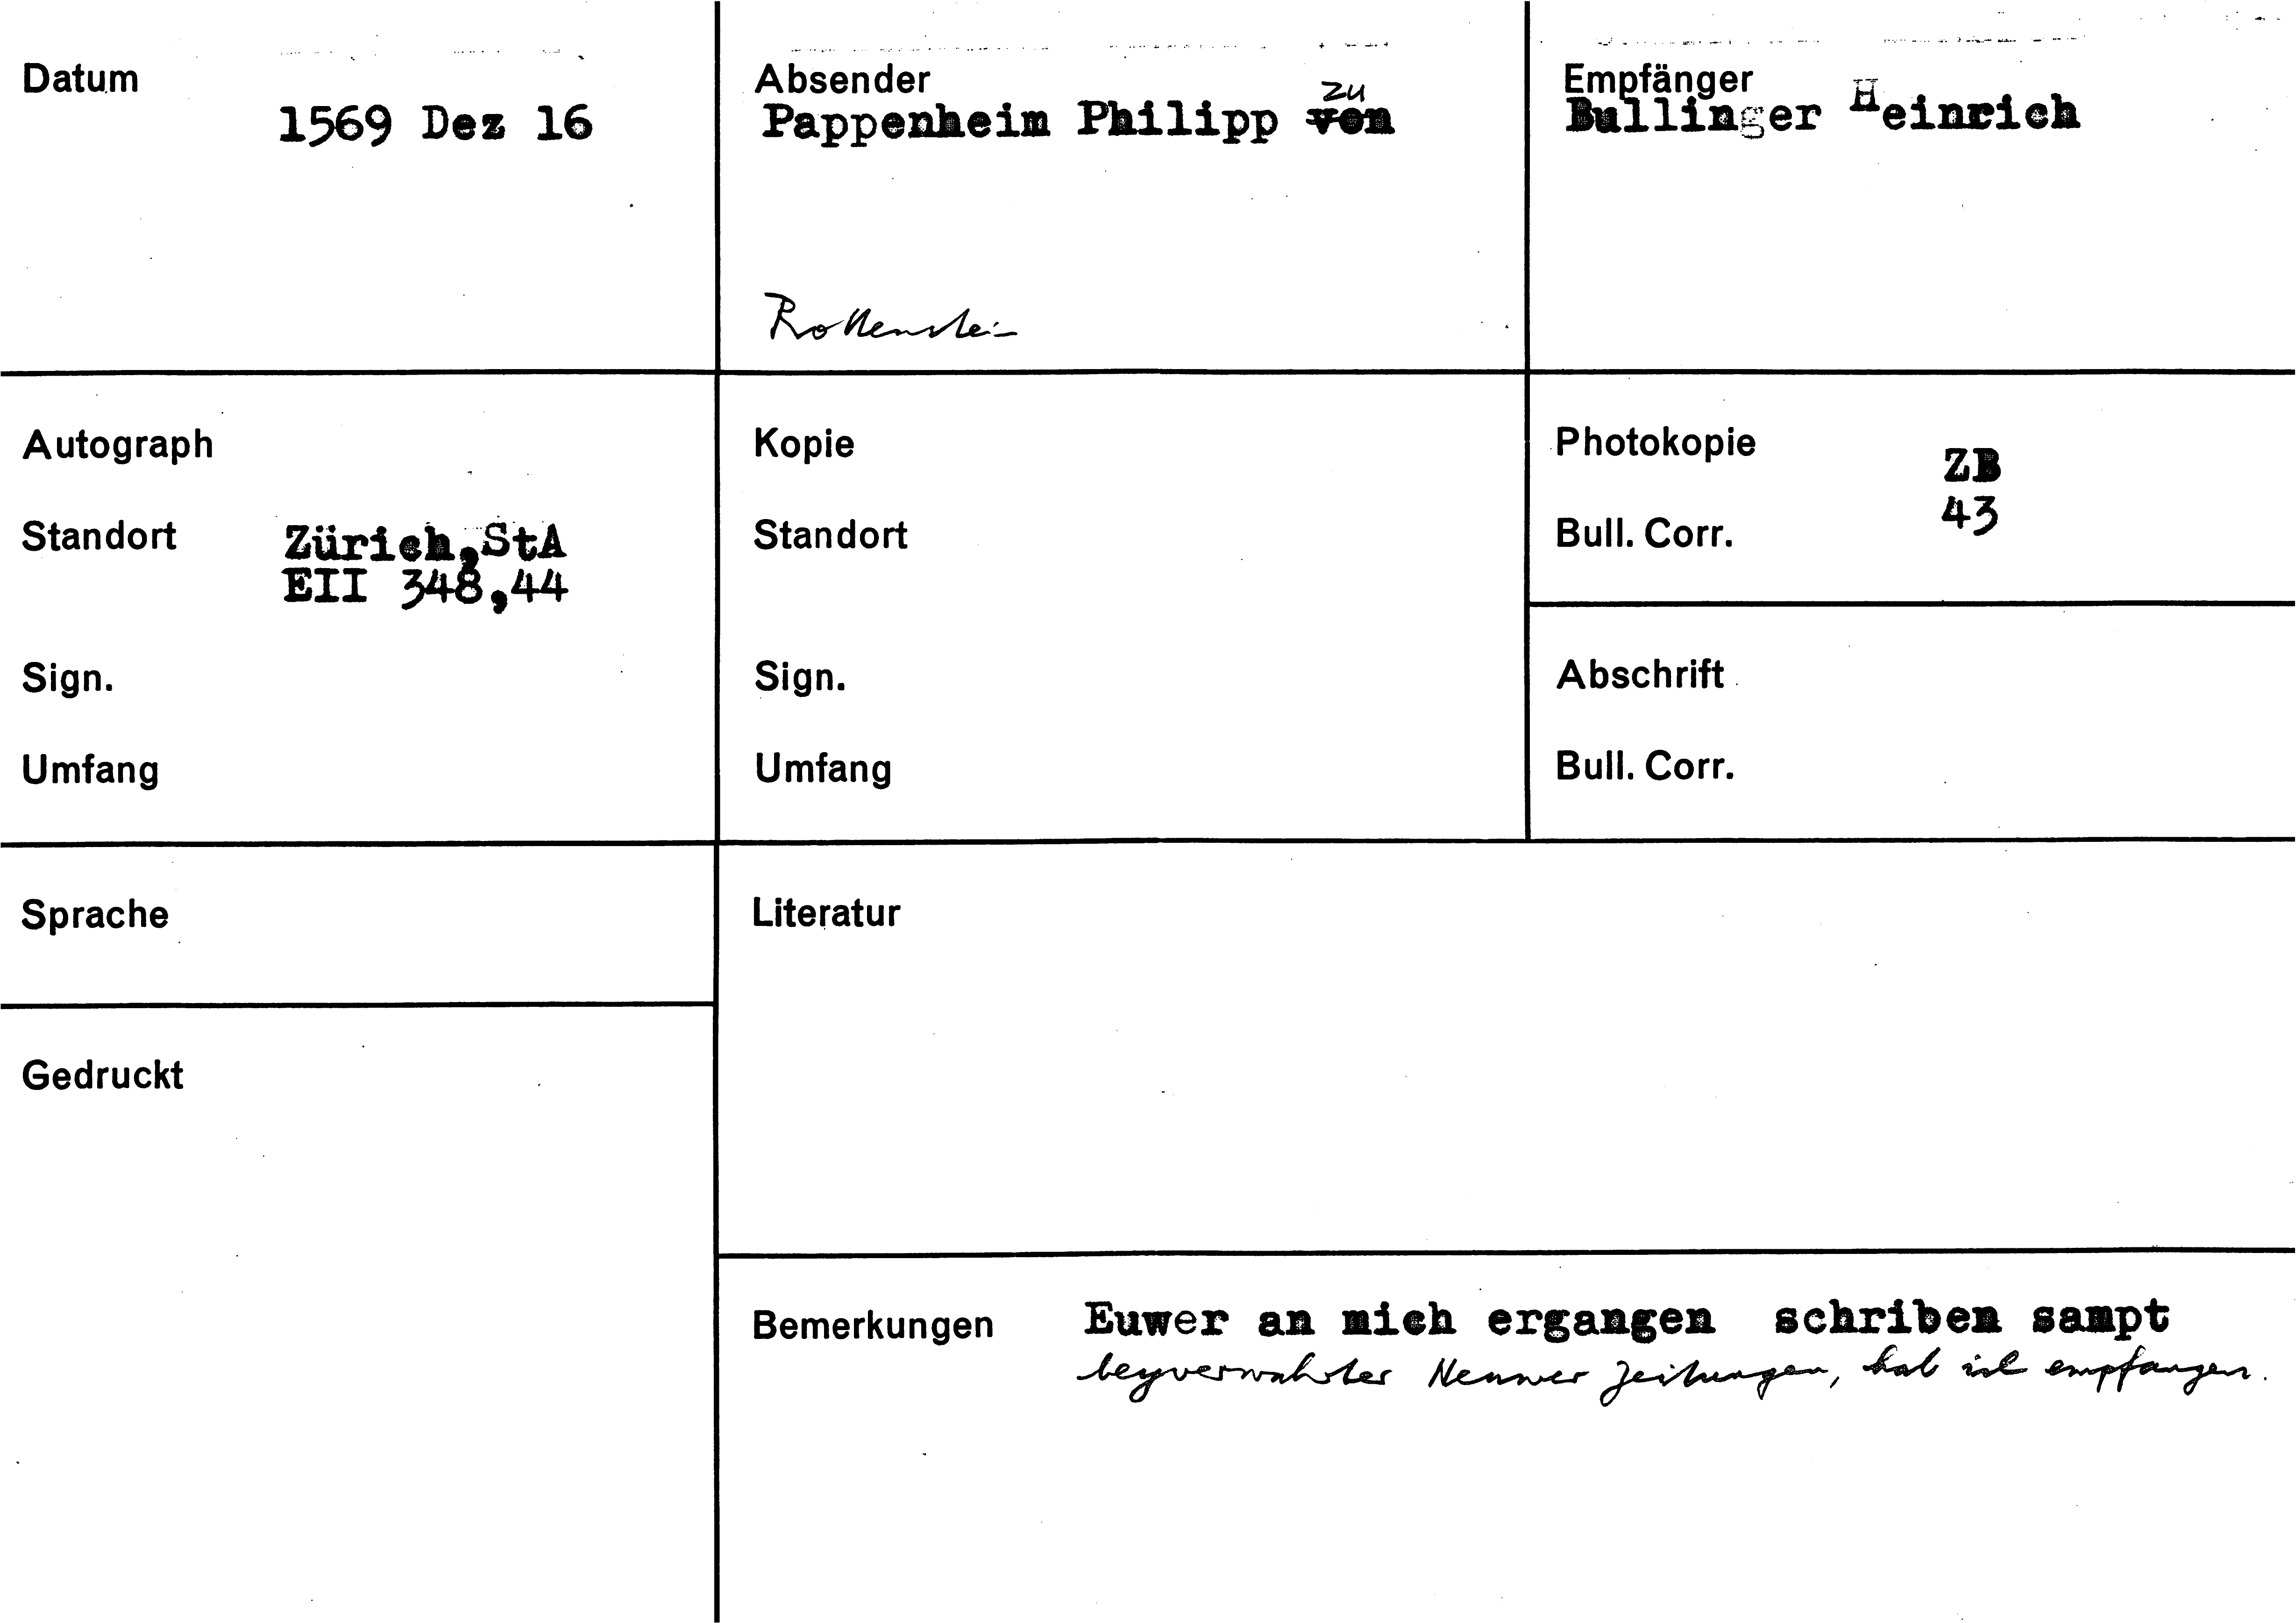 Datum
1569 Dez 16
Absender
zu
Pappenheim Philipp von
Rottenstein
Empfänger
Bullinger Heinrich
Autograph
Standort
Zürich,StA
EII 348,44
Sign.
Umfang
Kopie
Standort
Sign.
Umfang
Photokopie
ZB
Bull. Corr.
43
Abschrift
Bull. Corr.
Sprache
Literatur
Gedruckt
Bemerkungen
Euwer an mich ergangen schriben sampt
beyverwahrter Neuwer Zeitungen, hab ich empfangen.